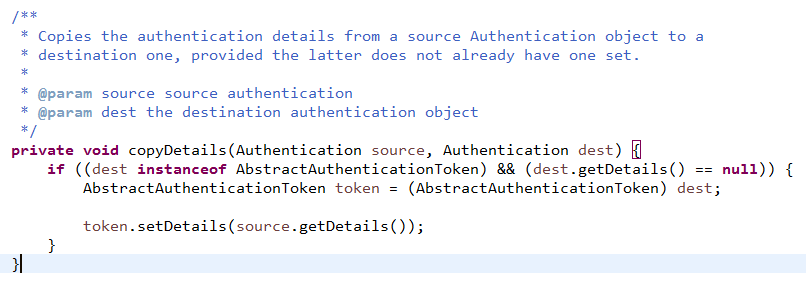 /**
 * Copies the authentication details from a source Authentication object to a
 * destination one, provided the latter does not already have one set.
 *
 * @param source source authentication
 * @param dest the destination authentication object
 */
private void copyDetails(Authentication source, Authentication dest) {
    if ((dest instanceof AbstractAuthenticationToken) && (dest.getDetails() == null)) {
        AbstractAuthenticationToken token = (AbstractAuthenticationToken) dest;

        token.setDetails(source.getDetails());
    }
}